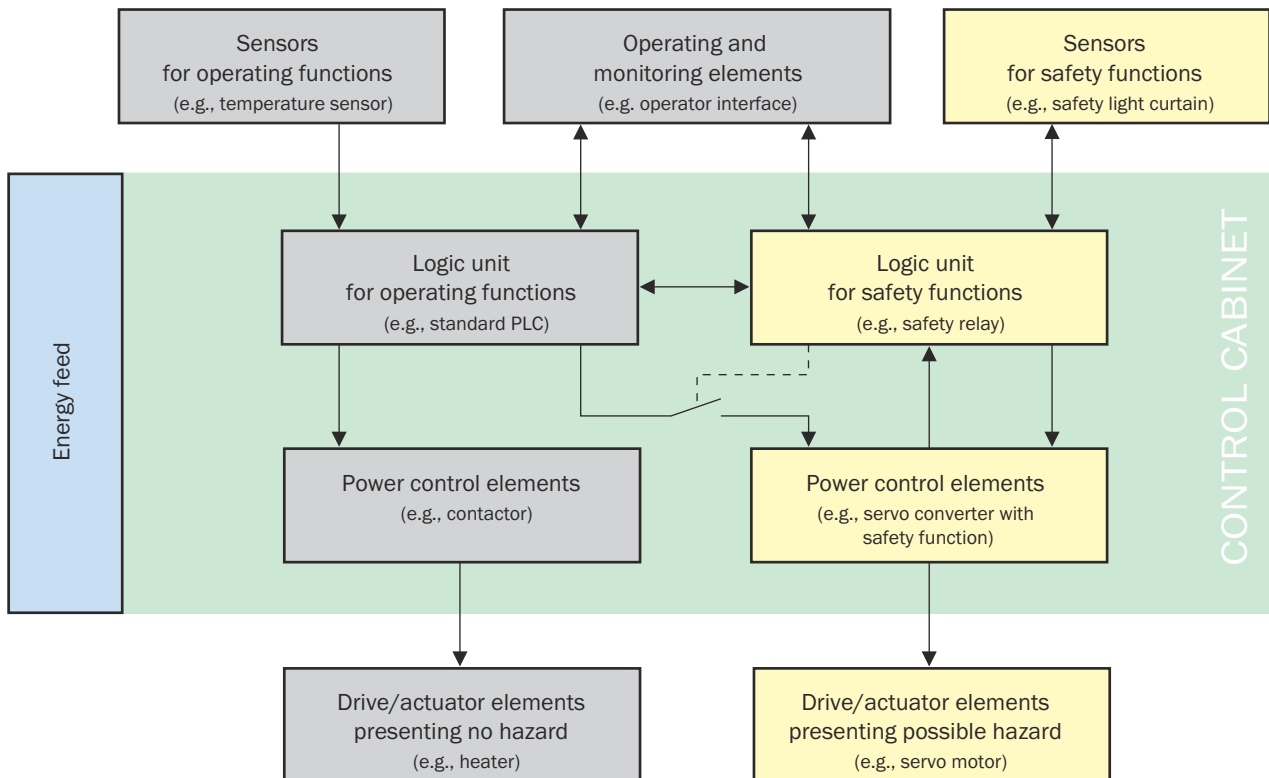 Sensors
for operating functions
(e.g., temperature sensor)
Operating and
monitoring elements
(e.g. operator interface)
Sensors
for safety functions
(e.g., safety light curtain)
Energy feed
CONTROL CABINET
Logic unit
for operating functions
(e.g., standard PLC)
Logic unit
for safety functions
(e.g., safety relay)
Power control elements
(e.g., contactor)
Power control elements
(e.g., servo converter with
safety function)
Drive/actuator elements
presenting no hazard
(e.g., heater)
Drive/actuator elements
presenting possible hazard
(e.g., servo motor)